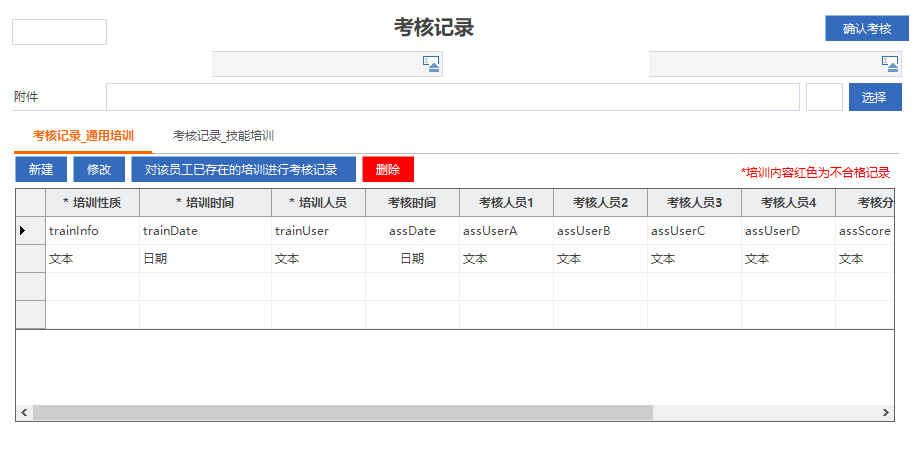 考核记录
确认考核
附件
选择
考核记录_通用培训 考核记录_技能培训
新建 修改 对该员工已存在的培训进行考核记录 删除
*培训内容红色为不合格记录
* 培训性质 * 培训时间 * 培训人员 考核时间 考核人员1 考核人员2 考核人员3 考核人员4 考核分
trainInfo trainDate trainUser assDate assUserA assUserB assUserC assUserD assScore
文本 日期 文本 日期 文本 文本 文本 文本 文本